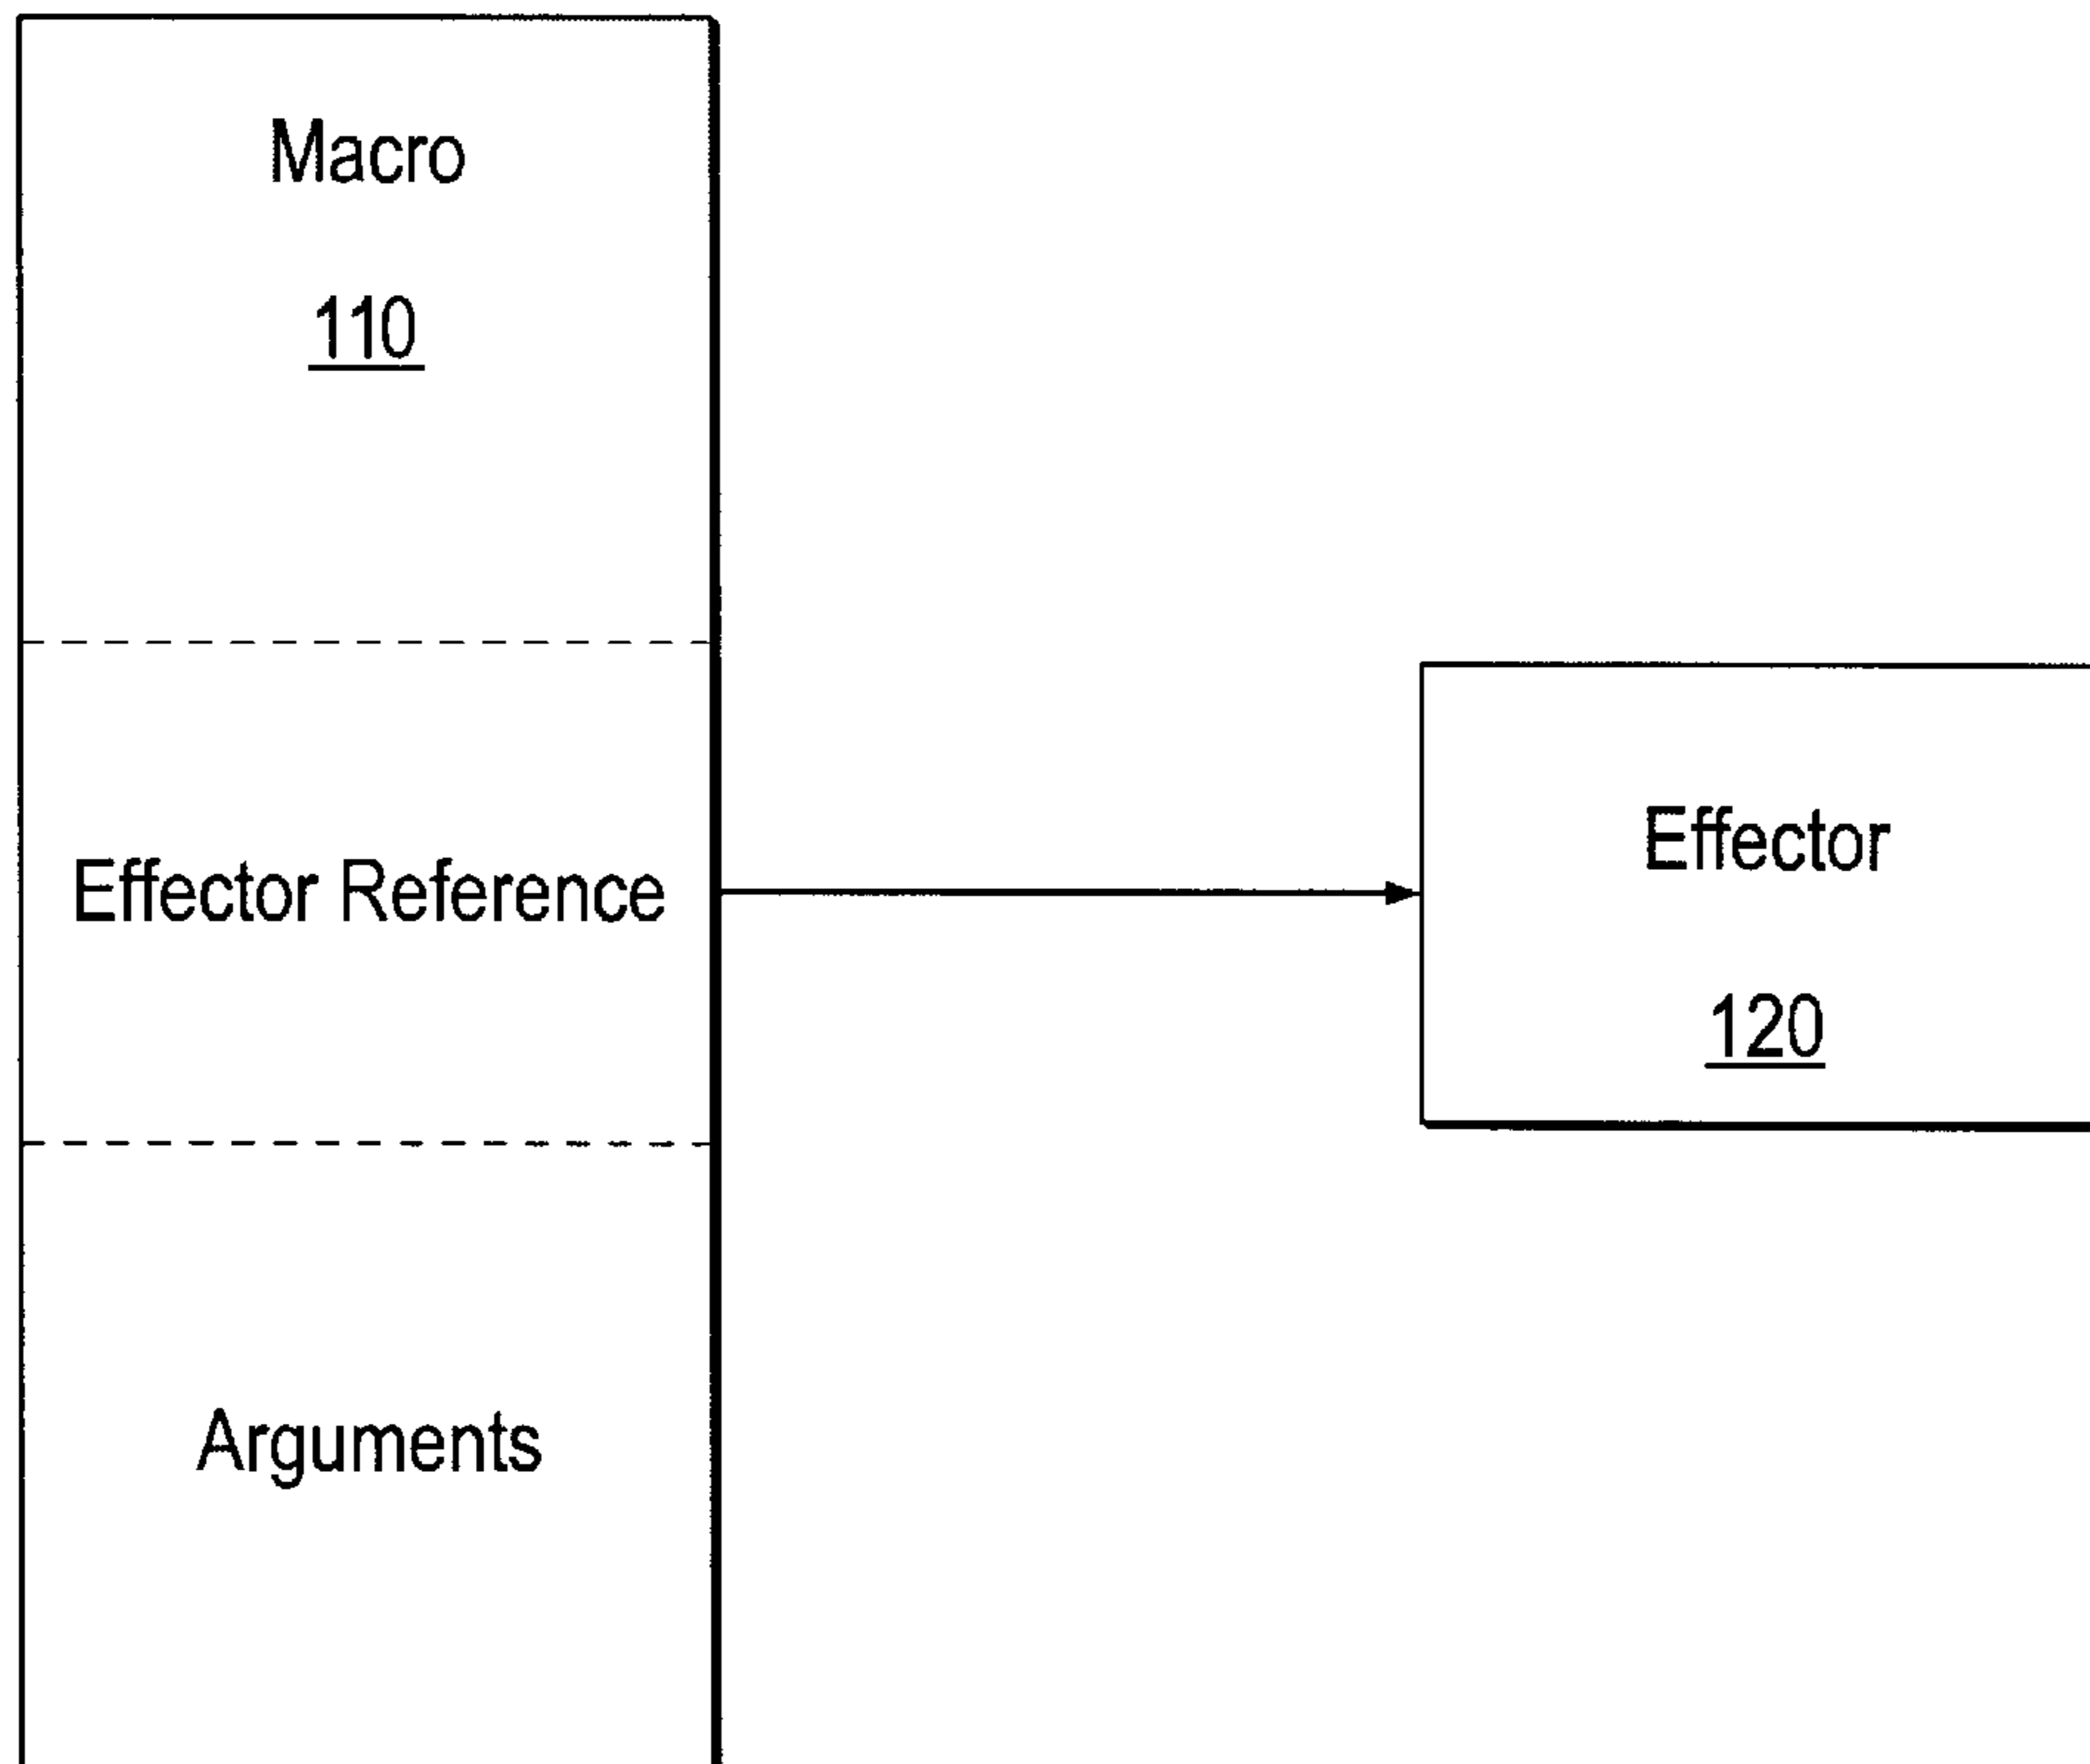 Macro
110
Effector Reference
Effector
120
Arguments